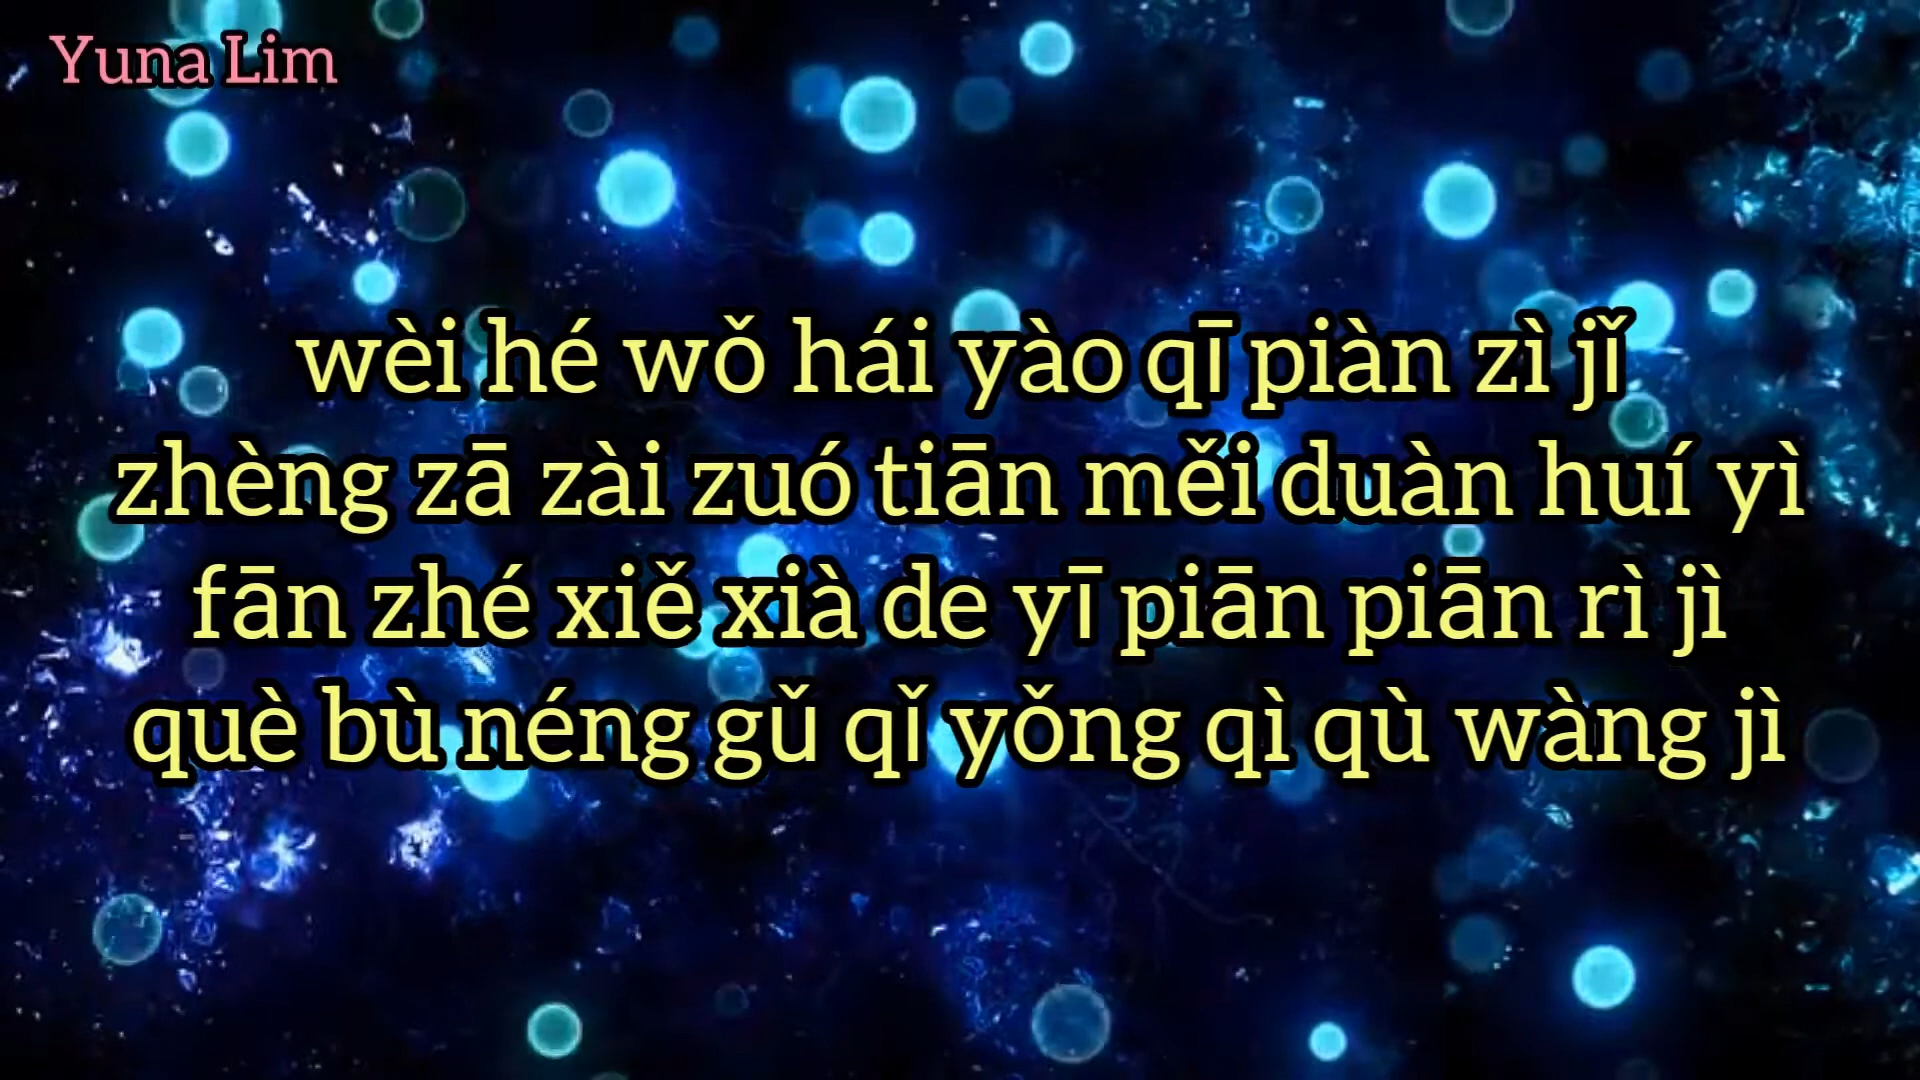 Yuna Lim
wèi hé wǒ hái yào qī piàn zì jǐ
zhèng zā zài zuó tiān měi duàn huí yì
fān zhé xiě xià de yī piān piān rì jì
què bù néng gǔ qǐ yǒng qì qù wàng jì